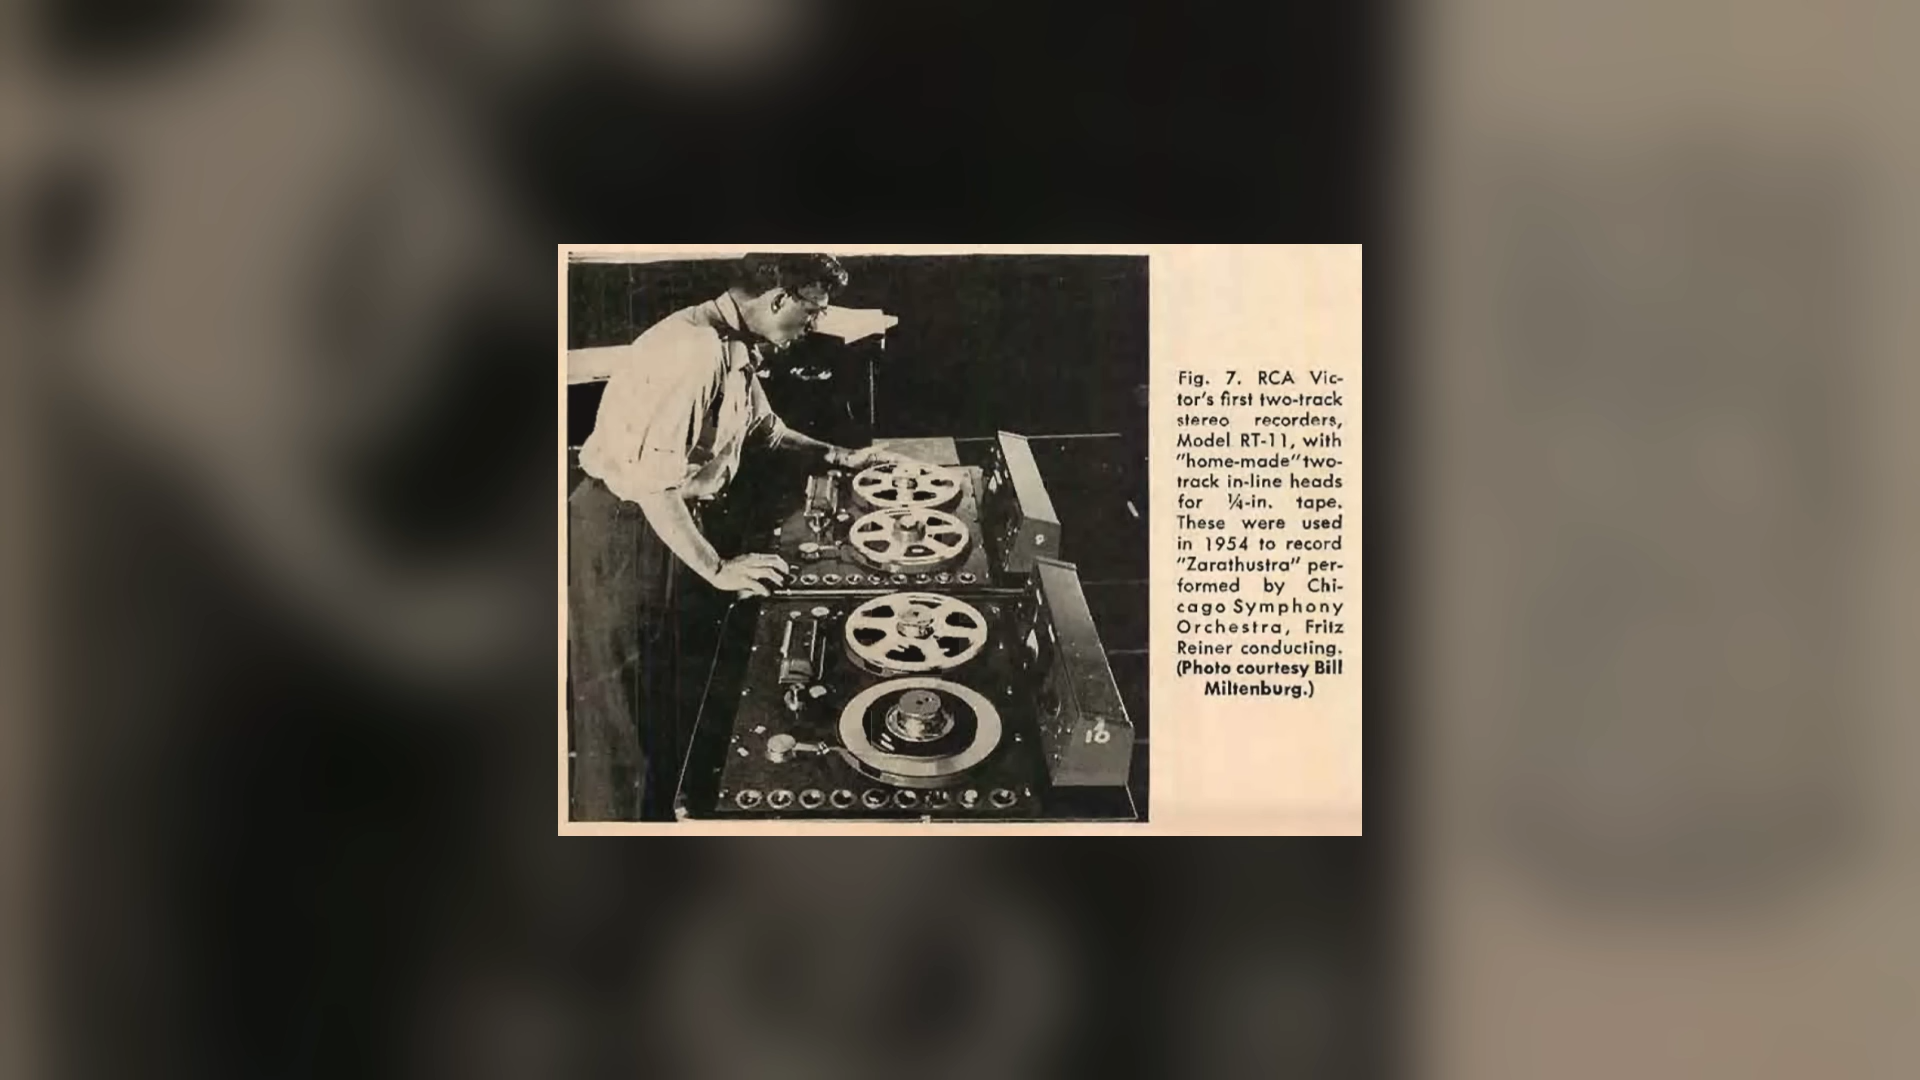 Fig. 7. RCA Vic-
tor's first two-track
stereo recorders,
Model RT-11, with
"home-made" two-
track in-line heads
for ¼-in. tape.
These were used
in 1954 to record
"Zarathustra" per-
formed by Chi-
cago Symphony
Orchestra, Fritz
Reiner conducting.
(Photo courtesy Bill
Miltenburg.)
9
10